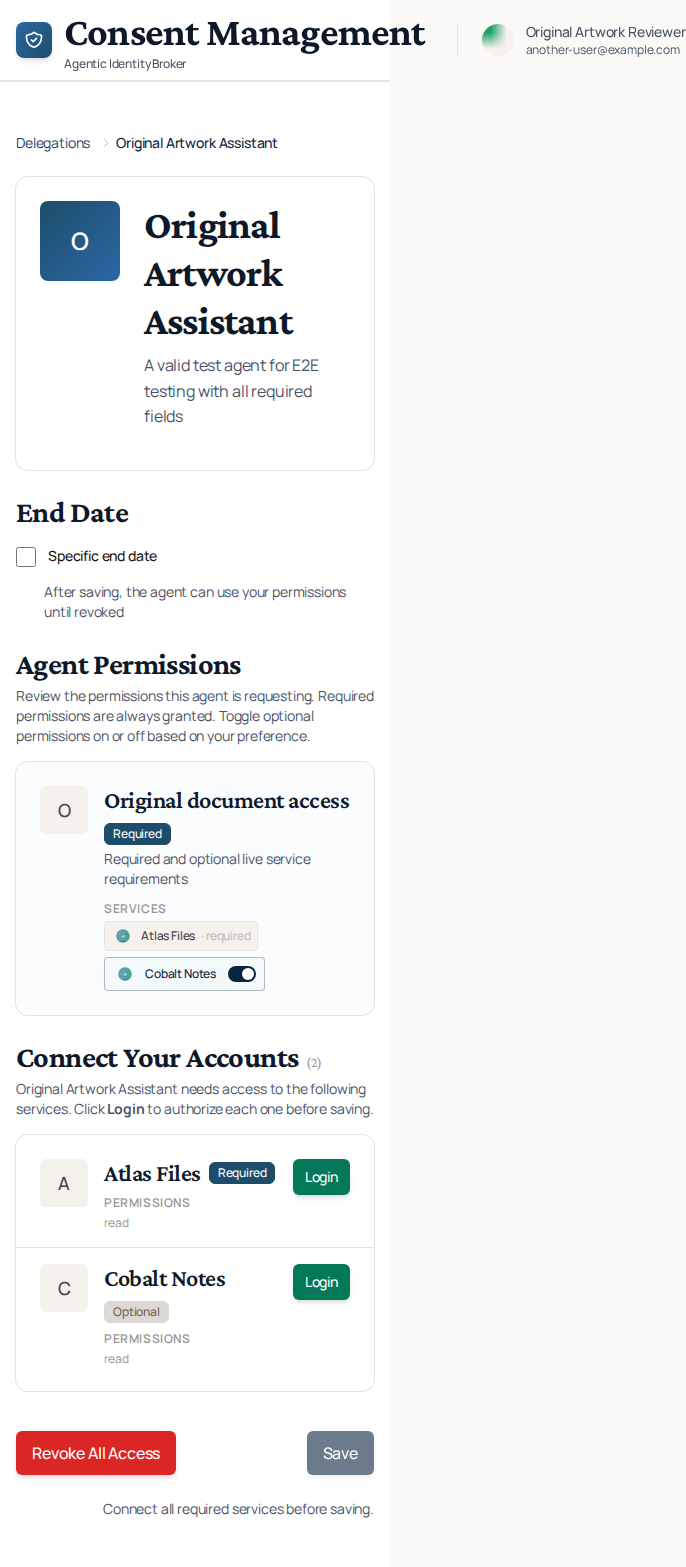 Consent Management
Agentic Identity Broker
Original Artwork Reviewer
another-user@example.com
Delegations
Original Artwork Assistant
O
Original
Artwork
Assistant
A valid test agent for E2E
testing with all required
fields
End Date
Specific end date
After saving, the agent can use your permissions
until revoked
Agent Permissions
Review the permissions this agent is requesting. Required
permissions are always granted. Toggle optional
permissions on or off based on your preference.
O
Original document access
Required
Required and optional live service
requirements
SERVICES
Atlas Files · required
Cobalt Notes
Connect Your Accounts (2)
Original Artwork Assistant needs access to the following
services. Click Login to authorize each one before saving.
A
Atlas Files Required
Login
PERMISSIONS
read
C
Cobalt Notes
Login
Optional
PERMISSIONS
read
Revoke All Access
Save
Connect all required services before saving.